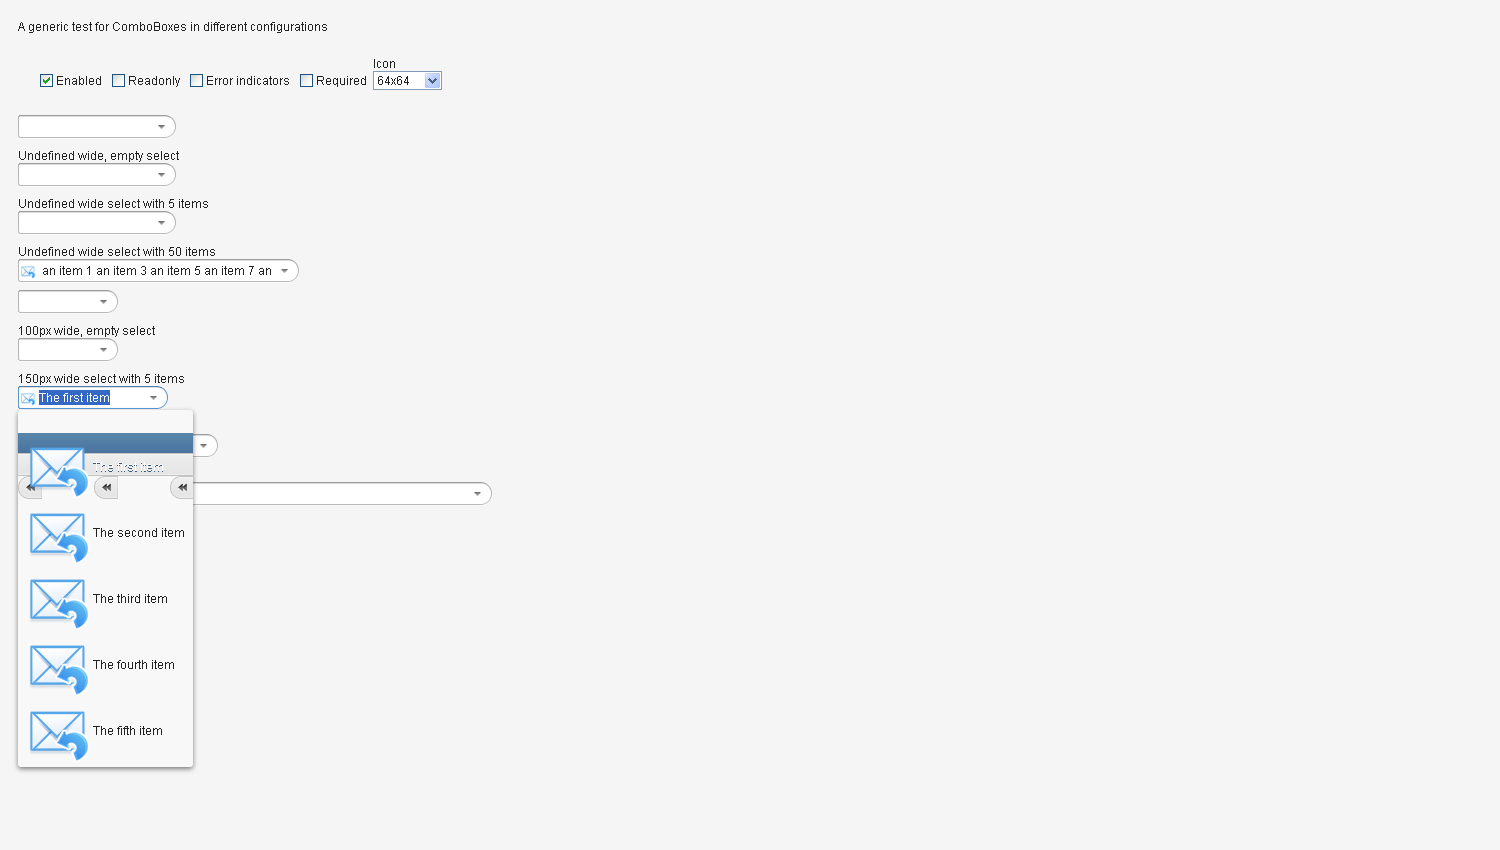 A generic test for ComboBoxes in different configurations
Icon
Enabled Readonly Error indicators Required 64x64
Undefined wide, empty select
Undefined wide select with 5 items
Undefined wide select with 50 items
an item 1 an item 3 an item 5 an item 7 an
100px wide, empty select
150px wide select with 5 items
The first item
The first item
The second item
The third item
The fourth item
The fifth item